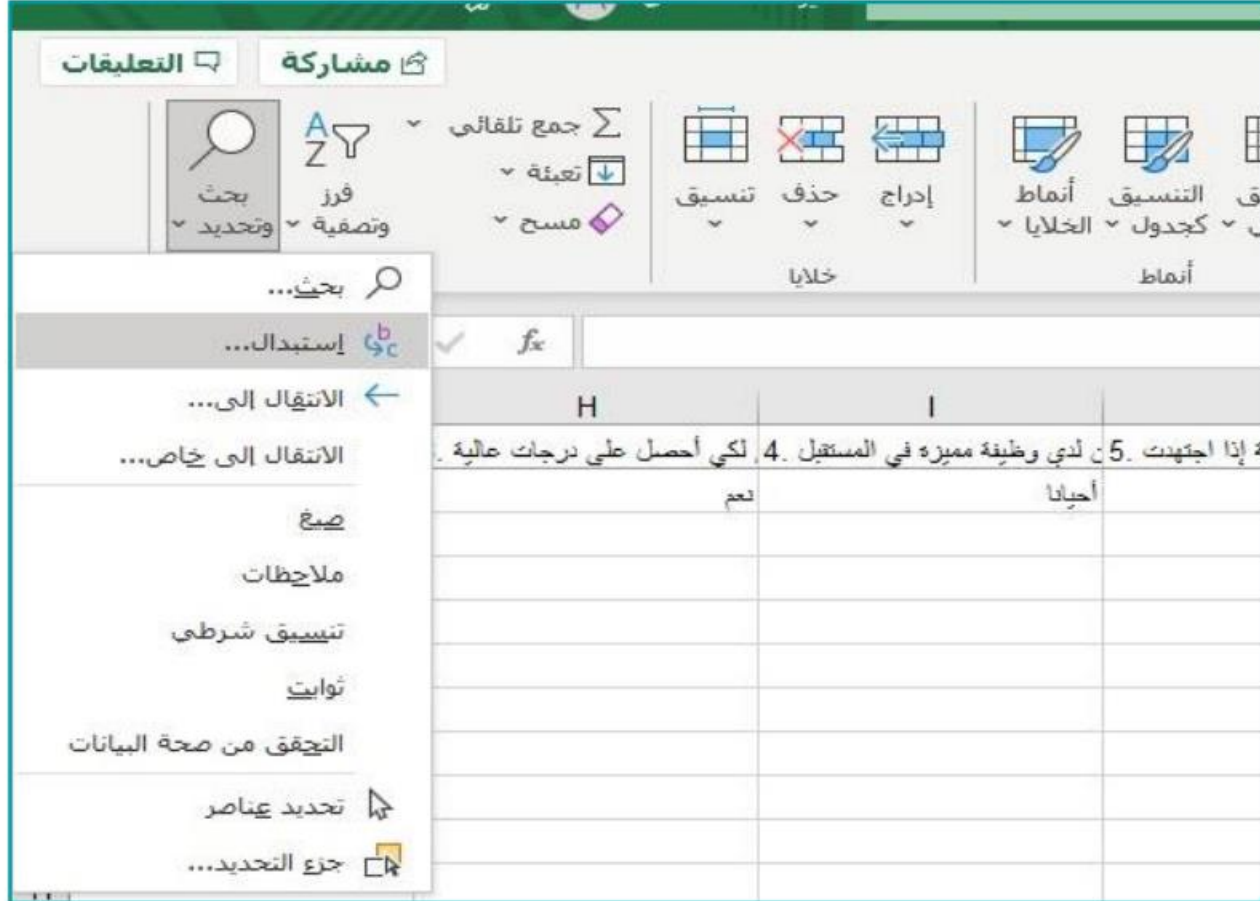 مشاركة
التعليقات
التنسيق كجدول
أنماط الخلايا
أنماط
إدراج
حذف
تنسيق
خلايا
جمع تلقائي
تعبئة
مسح
فرز وتصفية
بحث وتحديد
بحث...
إستبدال...
الانتقال إلى...
الانتقال إلى خاص...
صيغ
ملاحظات
تنسيق شرطي
ثوابت
التحقق من صحة البيانات
تحديد عناصر
جزء التحديد...
fx
H
I
لكي أحصل على درجات عالية
4. لدي وظيفة مميزه في المستقبل
5. إذا اجتهدت
نعم
أحيانا